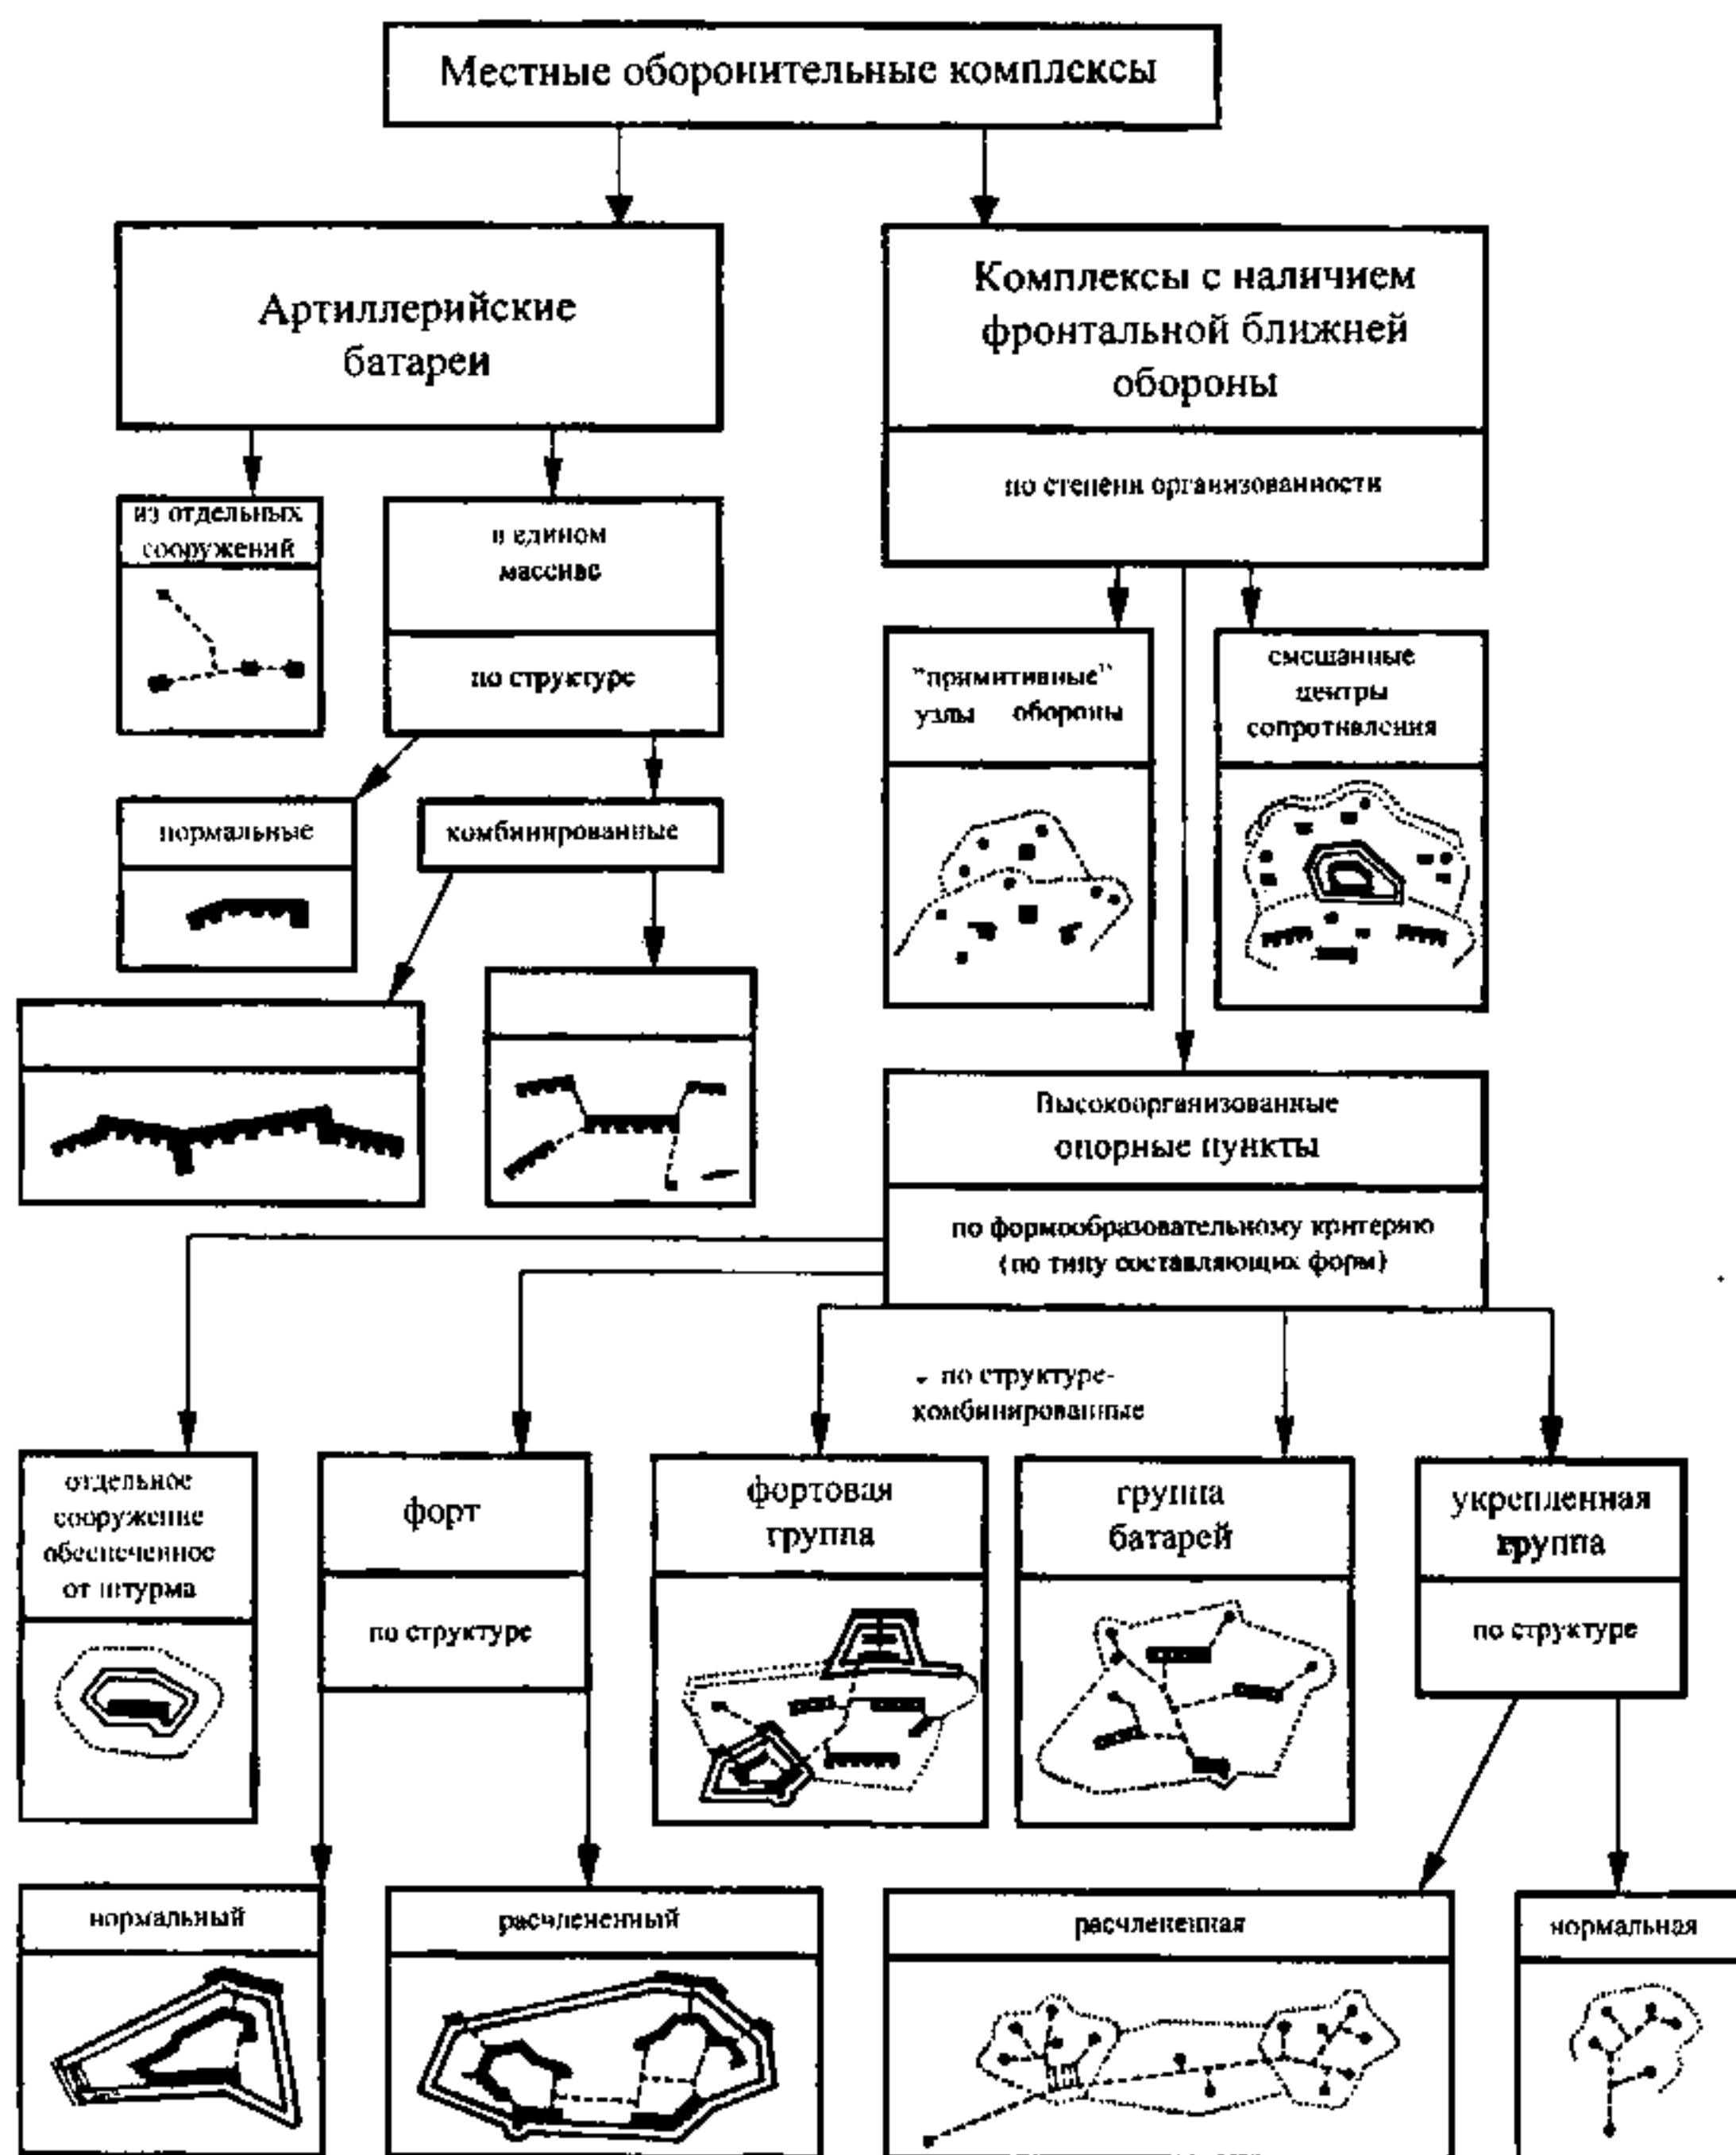 Местные оборонительные комплексы
Артиллерийские
батареи
Комплексы с наличием
фронтальной ближней
обороны
по степени организованности
из отдельных
сооружений
в едином
массиве
по структуре
"примитивные"
узлы обороны
смешанные
центры
сопротивления
нормальные
комбинированные
Высокоорганизованные
опорные пункты
по формообразовательному критерию
(по типу составляющих форм)
по структуре-
комбинированные
отдельное
сооружение
обеспеченное
от штурма
форт
по структуре
фортовая
группа
группа
батарей
укрепленная
группа
по структуре
нормальный
расчлененный
расчлененная
нормальная